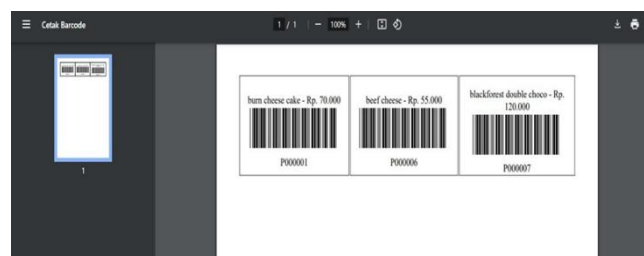 Cetak Barcode
1 / 1
100%
1
burn cheese cake - Rp. 70.000
P000001
beef cheese - Rp. 55.000
P000006
blackforest double choco - Rp.
120.000
P000007